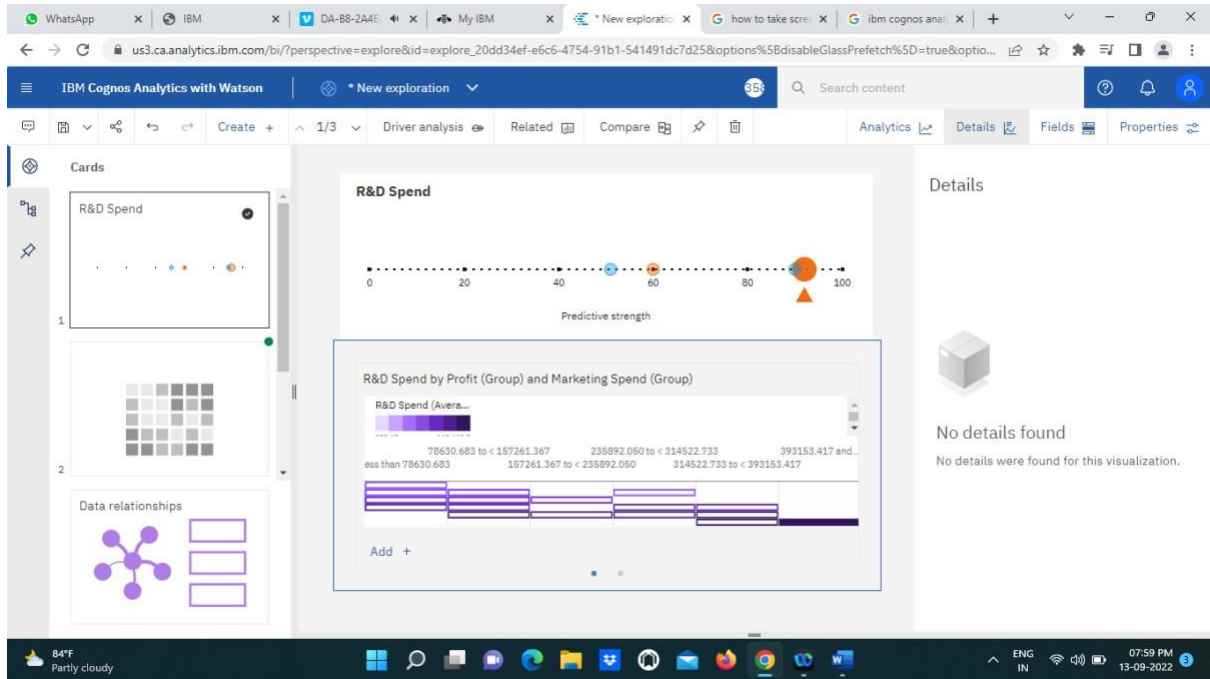 WhatsApp
IBM
DA-BB-2A4E
My IBM
* New exploratio
how to take scre
ibm cognos anal
us3.ca.analytics.ibm.com/bi/?perspective=explore&id=explore_20dd34ef-e6c6-4754-91b1-541491dc7d25&options%5BdisableGlassPrefetch%5D=true&optio...
IBM Cognos Analytics with Watson
* New exploration
358
Search content
Create +
1/3
Driver analysis
Related
Compare
Analytics
Details
Fields
Properties
Cards
R&D Spend
1
2
Data relationships
R&D Spend
0 20 40 60 80 100
Predictive strength
R&D Spend by Profit (Group) and Marketing Spend (Group)
R&D Spend (Avera...
78630.683 to < 157261.367 235892.050 to < 314522.733 393153.417 and...
ess than 78630.683 157261.367 to < 235892.050 314522.733 to < 393153.417
Add +
Details
No details found
No details were found for this visualization.
84°F
Partly cloudy
ENG
IN
07:59 PM
13-09-2022
3